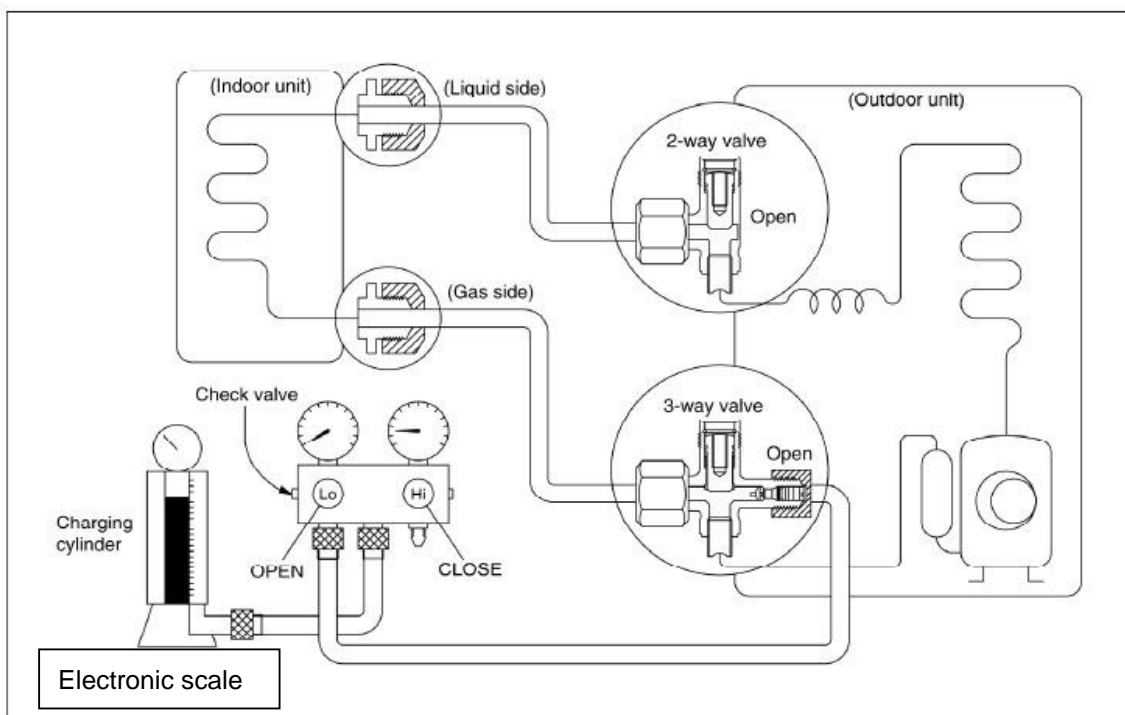 (Indoor unit)
(Liquid side)
(Outdoor unit)
2-way valve
Open
(Gas side)
Check valve
3-way valve
Open
Lo
Hi
Charging
cylinder
OPEN
CLOSE
Electronic scale